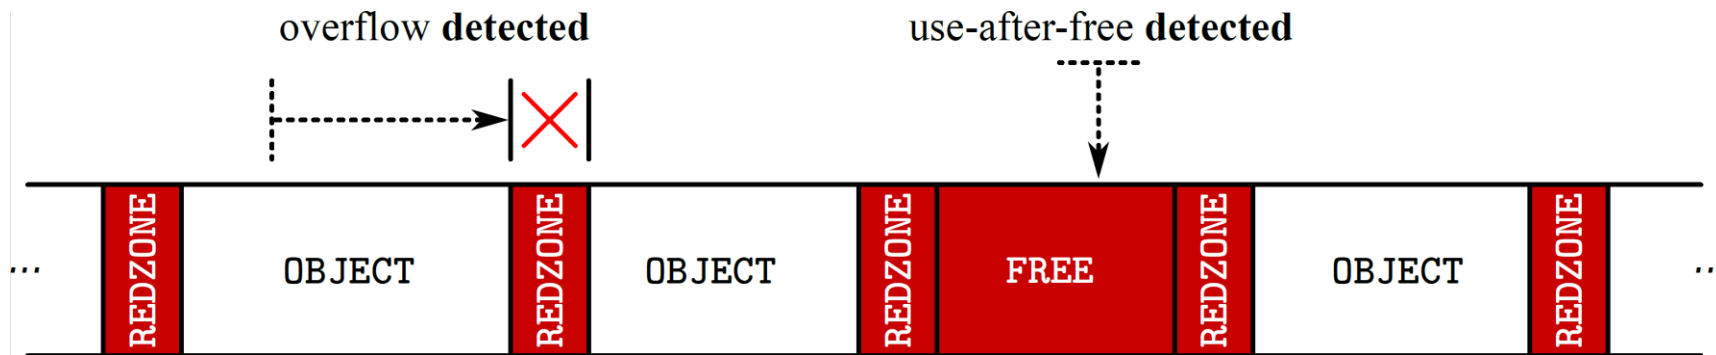 overflow detected
use-after-free detected
... REDZONE OBJECT REDZONE OBJECT REDZONE FREE REDZONE OBJECT REDZONE ..